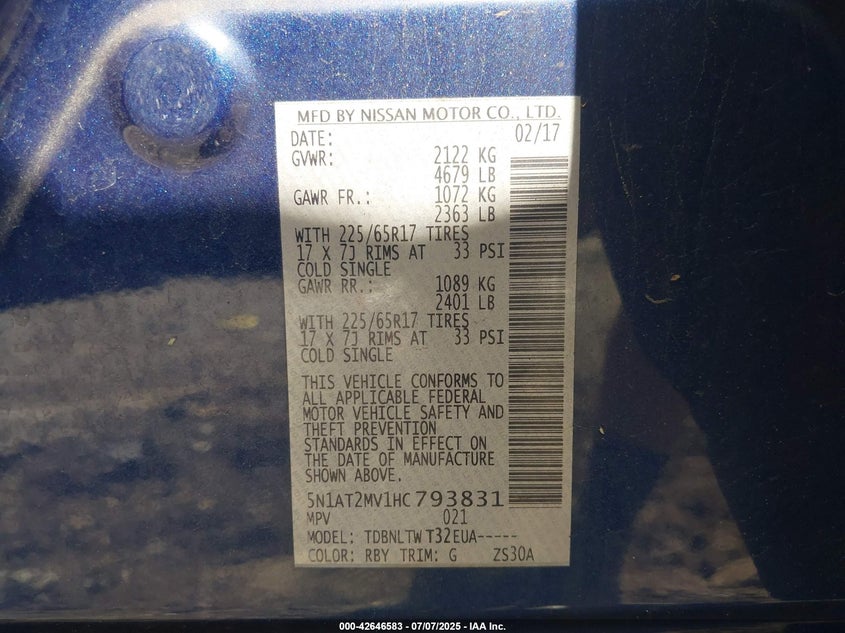 MFD BY NISSAN MOTOR CO., LTD.
DATE: 02/17
GVWR: 2122 KG
4679 LB
GAWR FR.: 1072 KG
2363 LB
WITH 225/65R17 TIRES
17 X 7J RIMS AT 33 PSI
COLD SINGLE
GAWR RR.: 1089 KG
2401 LB
WITH 225/65R17 TIRES
17 X 7J RIMS AT 33 PSI
COLD SINGLE
THIS VEHICLE CONFORMS TO
ALL APPLICABLE FEDERAL
MOTOR VEHICLE SAFETY AND
THEFT PREVENTION
STANDARDS IN EFFECT ON
THE DATE OF MANUFACTURE
SHOWN ABOVE.
5N1AT2MV1HC793831
MPV 021
MODEL: TDBNLTW T32EUA-----
COLOR: RBY TRIM: G ZS30A
000-42646583 - 07/07/2025 - IAA Inc.